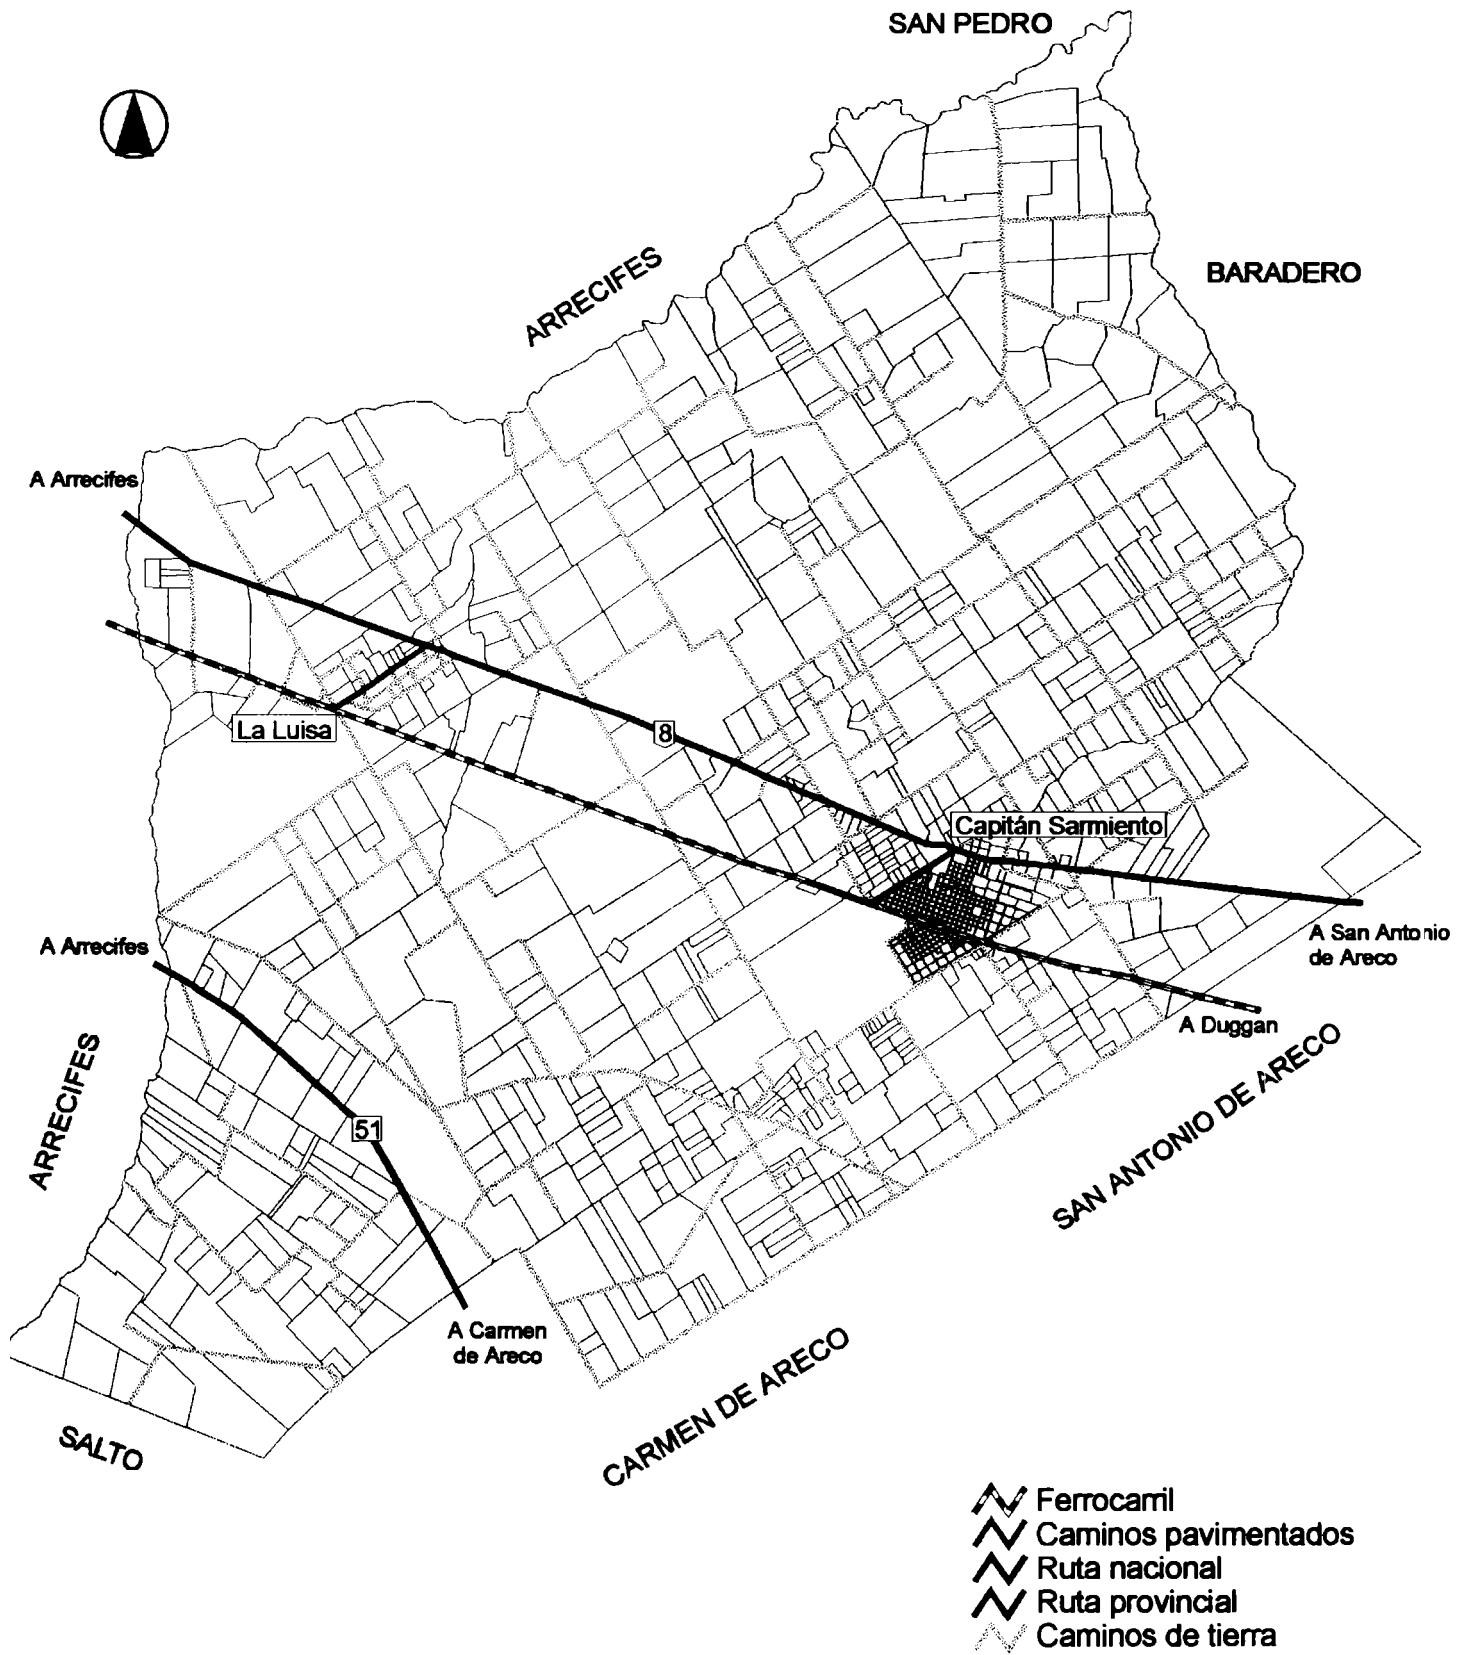 SAN PEDRO
BARADERO
ARRECIFES
A Arrecifes
La Luisa
8
Capitán Sarmiento
A San Antonio
de Areco
A Arrecifes
A Duggan
ARRECIFES
51
SAN ANTONIO DE ARECO
A Carmen
de Areco
CARMEN DE ARECO
SALTO
Ferrocarril
Caminos pavimentados
Ruta nacional
Ruta provincial
Caminos de tierra